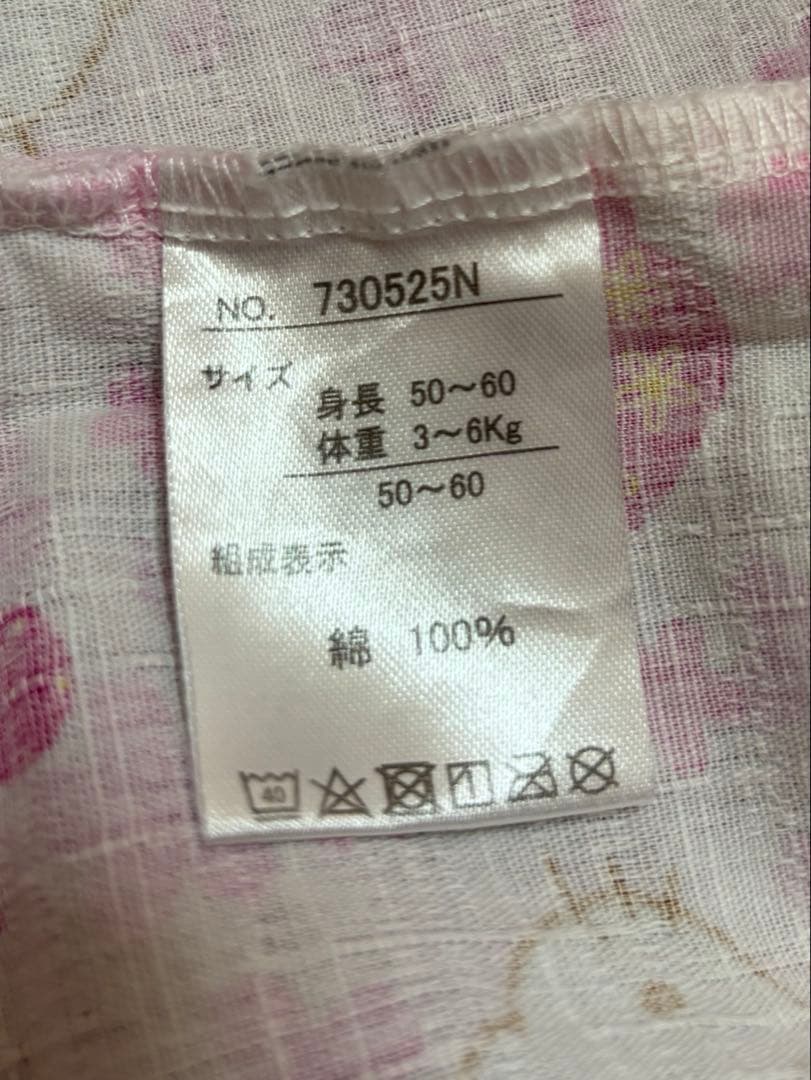 NO. 730525N
サイズ
身長 50～60
体重 3～6Kg
50～60
組成表示
綿 100%
40